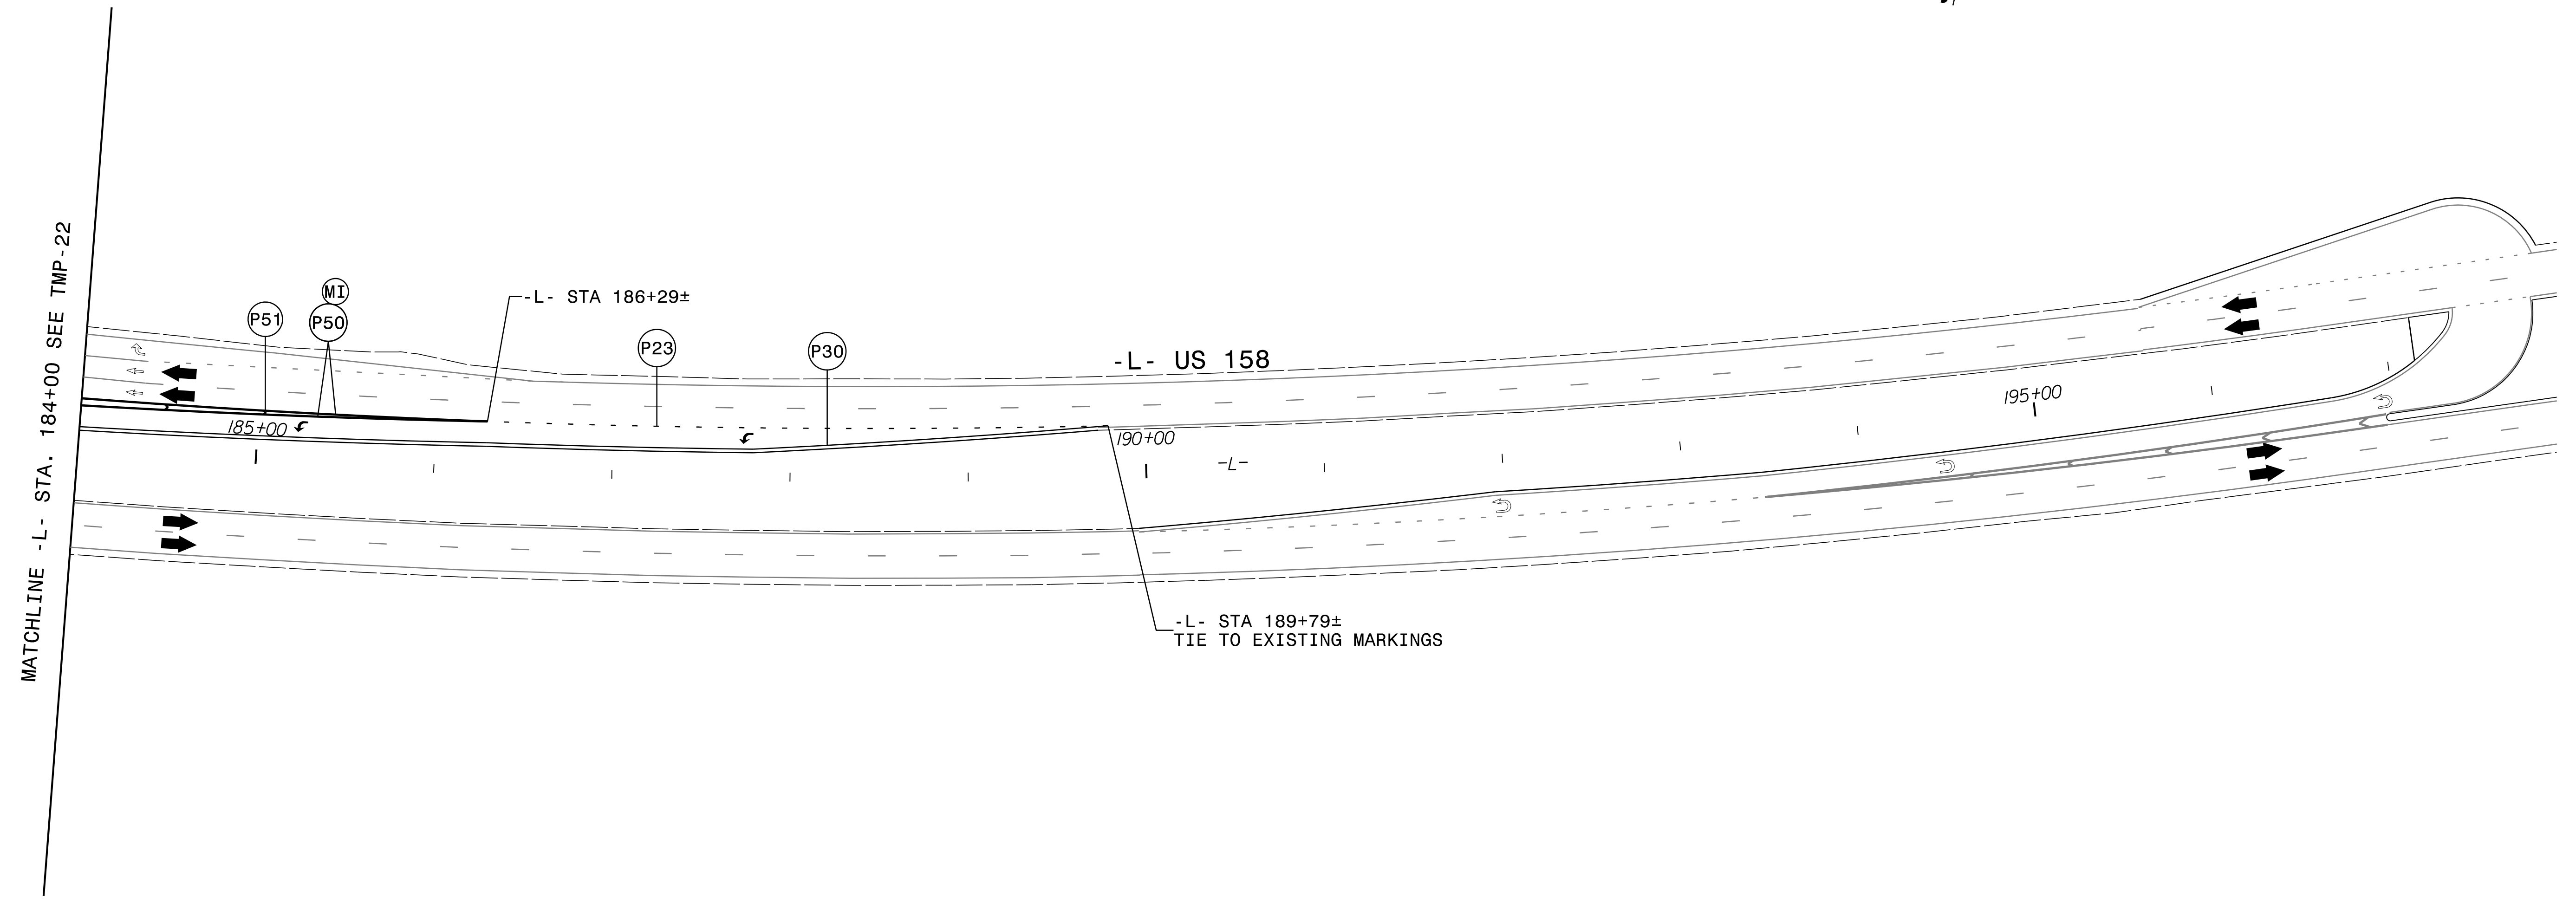 MATCHLINE -L- STA. 184+00 SEE TMP-22
P51
MI
P50
-L- STA 186+29±
P23
P30
-L- US 158
185+00
190+00
-L-
195+00
-L- STA 189+79±
TIE TO EXISTING MARKINGS